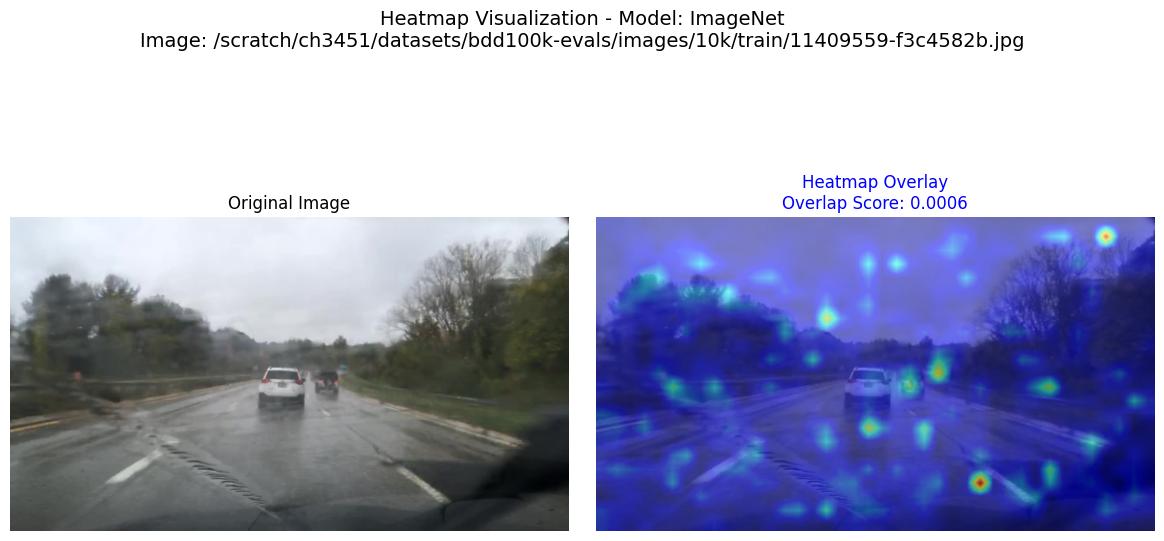 Heatmap Visualization - Model: ImageNet
Image: /scratch/ch3451/datasets/bdd100k-evals/images/10k/train/11409559-f3c4582b.jpg
Original Image
Heatmap Overlay
Overlap Score: 0.0006